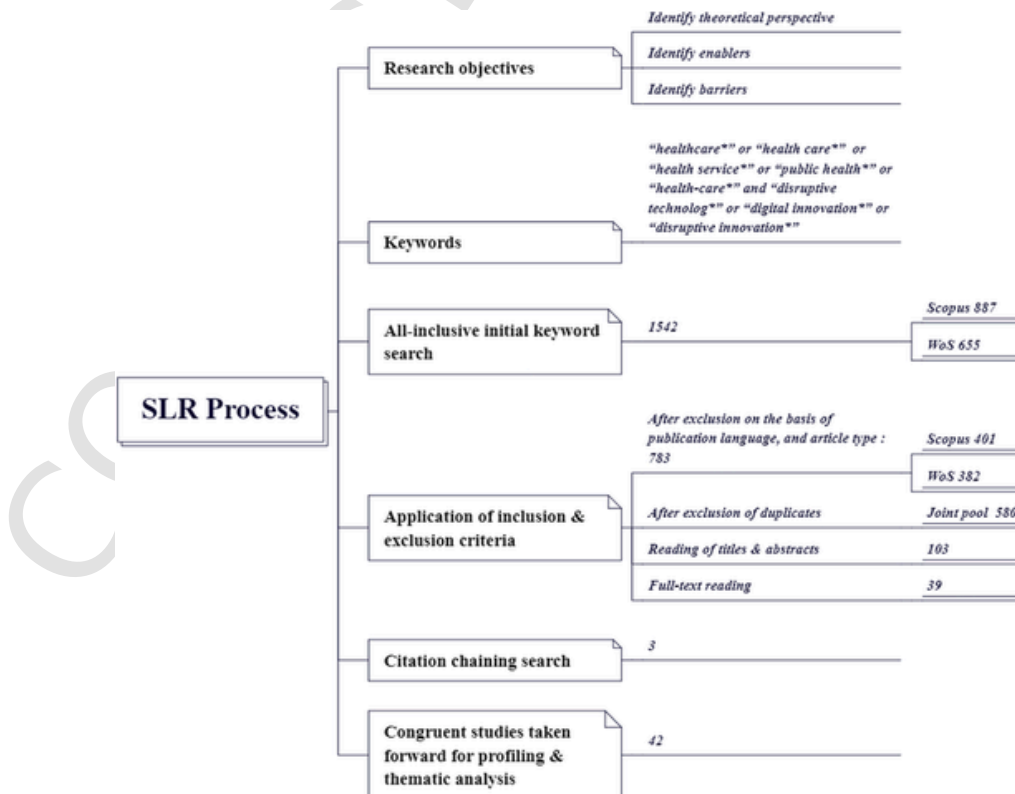 SLR Process
Research objectives
Identify theoretical perspective
Identify enablers
Identify barriers
Keywords
“healthcare*” or “health care*” or
“health service*” or “public health*” or
“health-care*” and “disruptive
technolog*” or “digital innovation*” or
“disruptive innovation*”
All-inclusive initial keyword
search
1542
Scopus 887
WoS 655
Application of inclusion &
exclusion criteria
After exclusion on the basis of
publication language, and article type :
783
Scopus 401
WoS 382
After exclusion of duplicates
Joint pool 580
Reading of titles & abstracts
103
Full-text reading
39
Citation chaining search
3
Congruent studies taken
forward for profiling &
thematic analysis
42